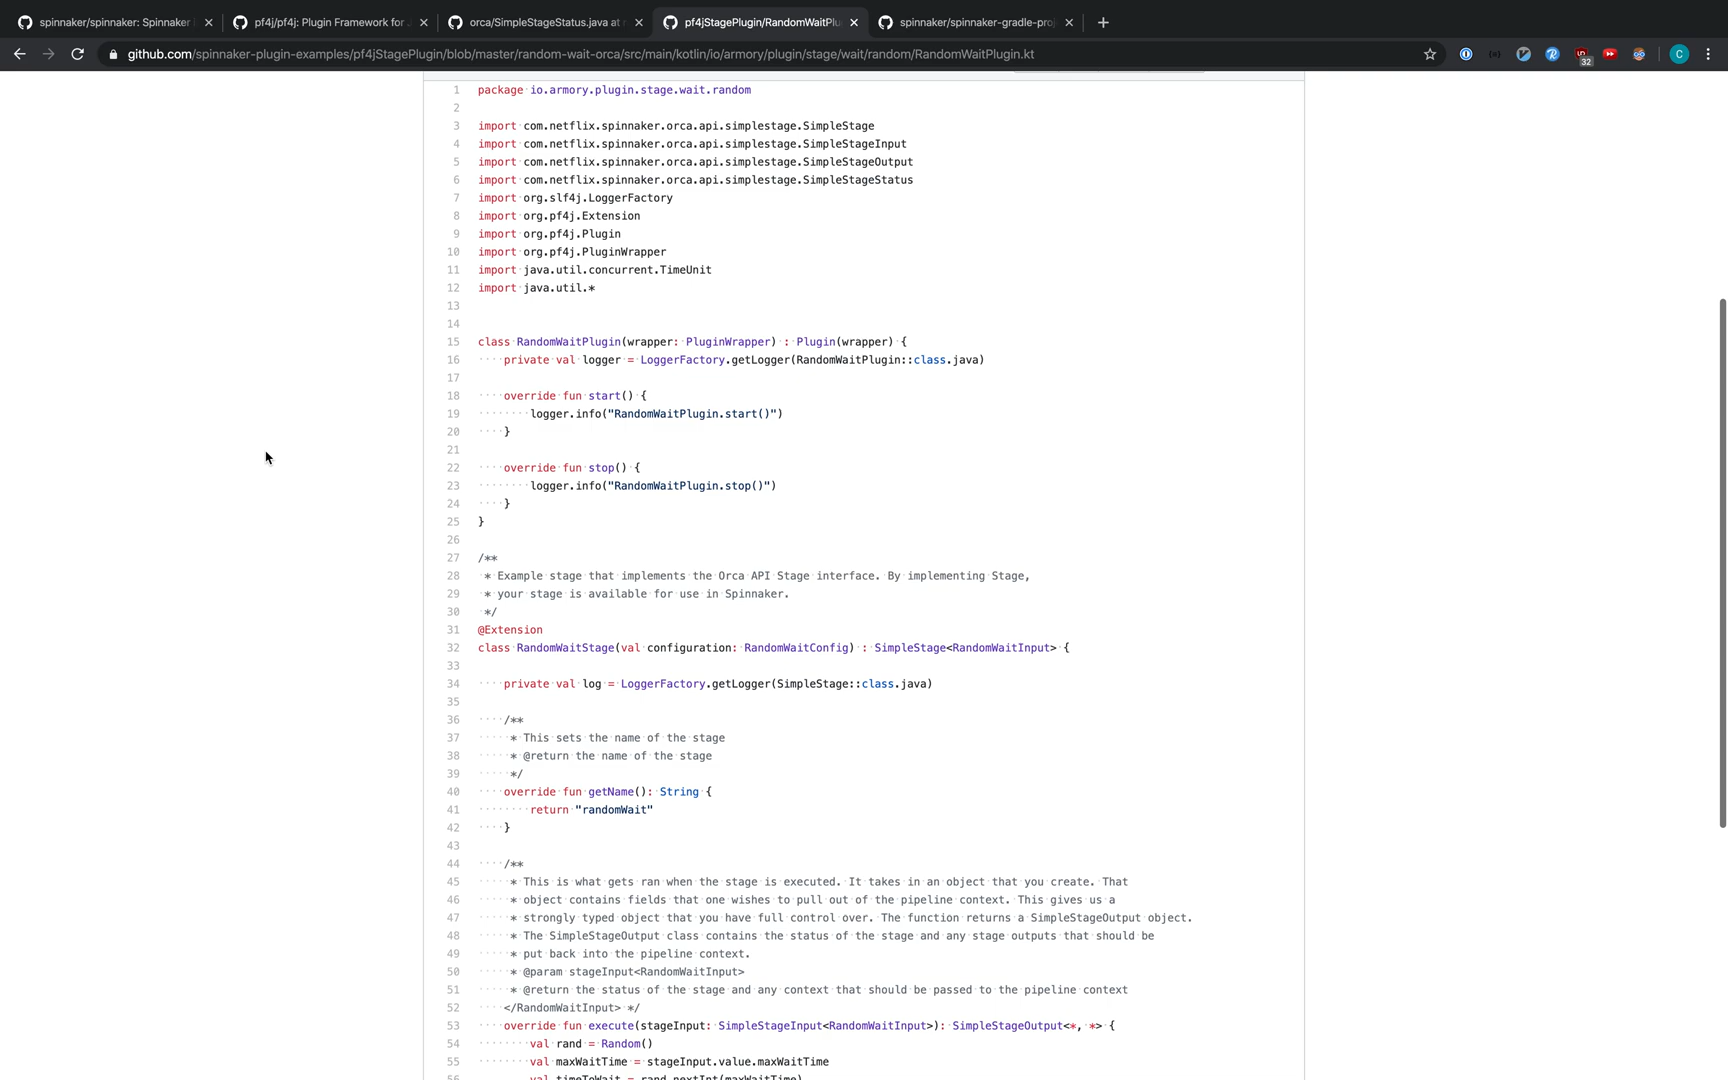 spinnaker/spinnaker: Spinnaker
pf4j/pf4j: Plugin Framework for J
orca/SimpleStageStatus.java at
pf4jStagePlugin/RandomWaitPlu
spinnaker/spinnaker-gradle-proj
github.com/spinnaker-plugin-examples/pf4jStagePlugin/blob/master/random-wait-orca/src/main/kotlin/io/armory/plugin/stage/wait/random/RandomWaitPlugin.kt
32
C
1 package io.armory.plugin.stage.wait.random
2
3 import com.netflix.spinnaker.orca.api.simplestage.SimpleStage
4 import com.netflix.spinnaker.orca.api.simplestage.SimpleStageInput
5 import com.netflix.spinnaker.orca.api.simplestage.SimpleStageOutput
6 import com.netflix.spinnaker.orca.api.simplestage.SimpleStageStatus
7 import org.slf4j.LoggerFactory
8 import org.pf4j.Extension
9 import org.pf4j.Plugin
10 import org.pf4j.PluginWrapper
11 import java.util.concurrent.TimeUnit
12 import java.util.*
13
14
15 class RandomWaitPlugin(wrapper: PluginWrapper) : Plugin(wrapper) {
16 private val logger = LoggerFactory.getLogger(RandomWaitPlugin::class.java)
17
18 override fun start() {
19 logger.info("RandomWaitPlugin.start()")
20 }
21
22 override fun stop() {
23 logger.info("RandomWaitPlugin.stop()")
24 }
25 }
26
27 /**
28 * Example stage that implements the Orca API Stage interface. By implementing Stage,
29 * your stage is available for use in Spinnaker.
30 */
31 @Extension
32 class RandomWaitStage(val configuration: RandomWaitConfig) : SimpleStage<RandomWaitInput> {
33
34 private val log = LoggerFactory.getLogger(SimpleStage::class.java)
35
36 /**
37 * This sets the name of the stage
38 * @return the name of the stage
39 */
40 override fun getName(): String {
41 return "randomWait"
42 }
43
44 /**
45 * This is what gets ran when the stage is executed. It takes in an object that you create. That
46 * object contains fields that one wishes to pull out of the pipeline context. This gives us a
47 * strongly typed object that you have full control over. The function returns a SimpleStageOutput object.
48 * The SimpleStageOutput class contains the status of the stage and any stage outputs that should be
49 * put back into the pipeline context.
50 * @param stageInput<RandomWaitInput>
51 * @return the status of the stage and any context that should be passed to the pipeline context
52 </RandomWaitInput> */
53 override fun execute(stageInput: SimpleStageInput<RandomWaitInput>): SimpleStageOutput<*, *> {
54 val rand = Random()
55 val maxWaitTime = stageInput.value.maxWaitTime
56 val timeToWait = rand.nextInt(maxWaitTime)